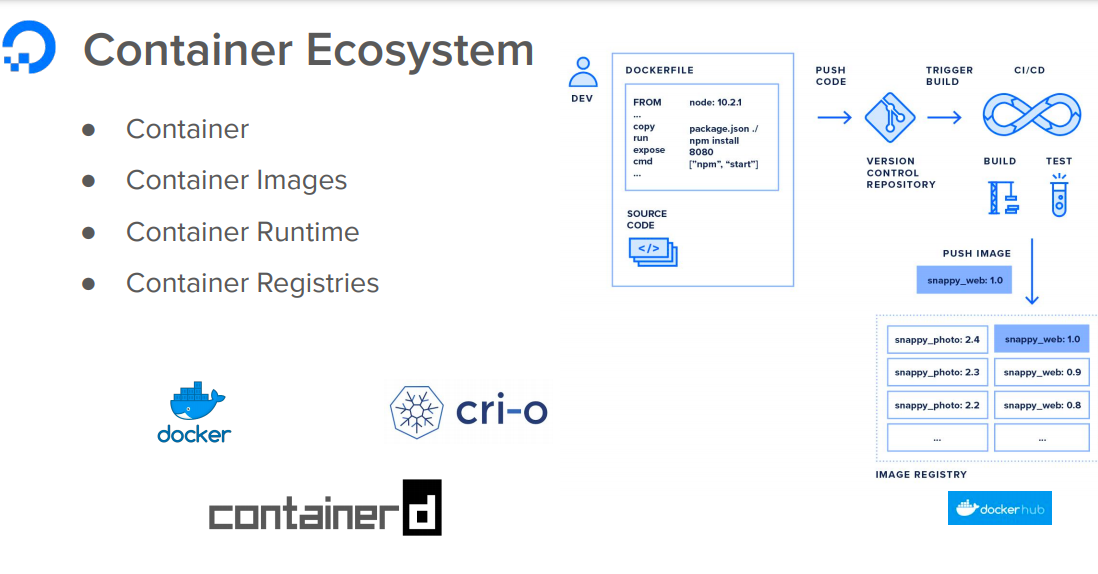 Container Ecosystem
● Container
● Container Images
● Container Runtime
● Container Registries
docker
cri-o
containerd
DEV
DOCKERFILE
FROM node: 10.2.1
...
copy package.json ./
run npm install
expose 8080
cmd ["npm", “start”]
...
SOURCE
CODE
</>
PUSH
CODE
VERSION
CONTROL
REPOSITORY
TRIGGER
BUILD
CI/CD
BUILD
TEST
PUSH IMAGE
snappy_web: 1.0
snappy_photo: 2.4 snappy_web: 1.0
snappy_photo: 2.3 snappy_web: 0.9
snappy_photo: 2.2 snappy_web: 0.8
... ...
IMAGE REGISTRY
dockerhub